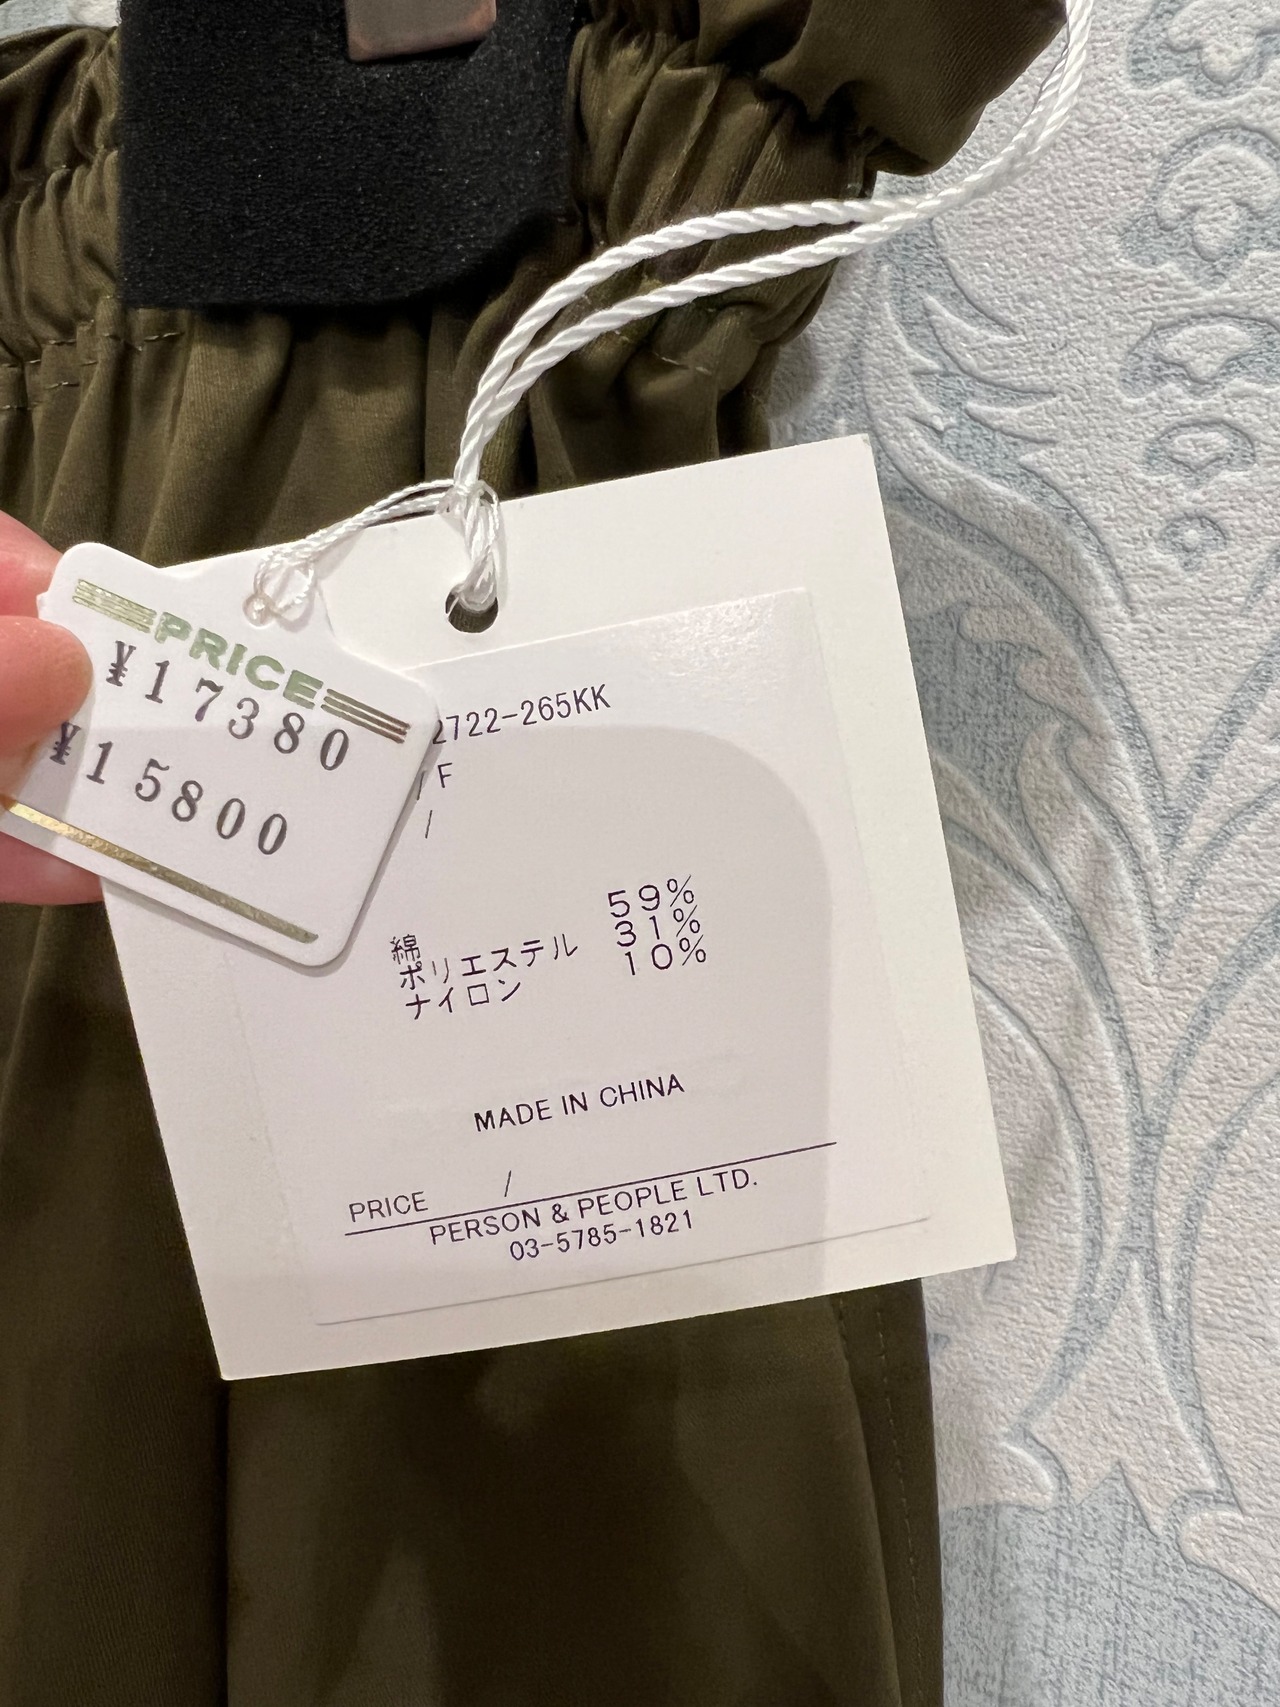 PRICE
¥17380
¥15800
2722-265KK
/ F
/
綿 59%
ポリエステル 31%
ナイロン 10%
MADE IN CHINA
PRICE /
PERSON & PEOPLE LTD.
03-5785-1821